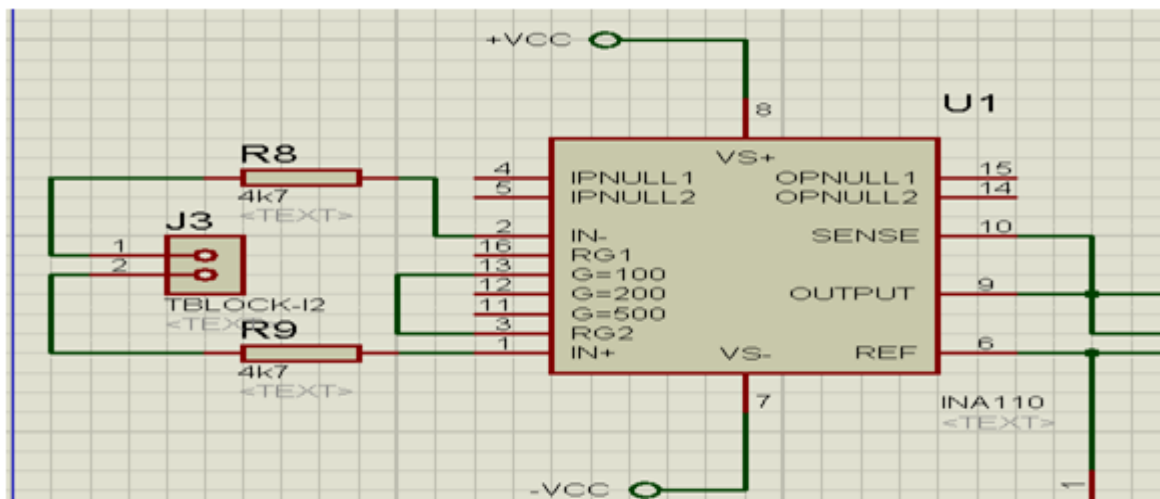 +VCC
8
U1
R8
4k7
<TEXT>
J3
1
2
TBLOCK-I2
<TEXT>
R9
4k7
<TEXT>
VS+
4 IPNULL1 OPNULL1 15
5 IPNULL2 OPNULL2 14
2 IN- SENSE 10
16 RG1
13 G=100
12 G=200 OUTPUT 9
11 G=500
3 RG2
1 IN+ VS- REF 6
7
INA110
<TEXT>
-VCC
1